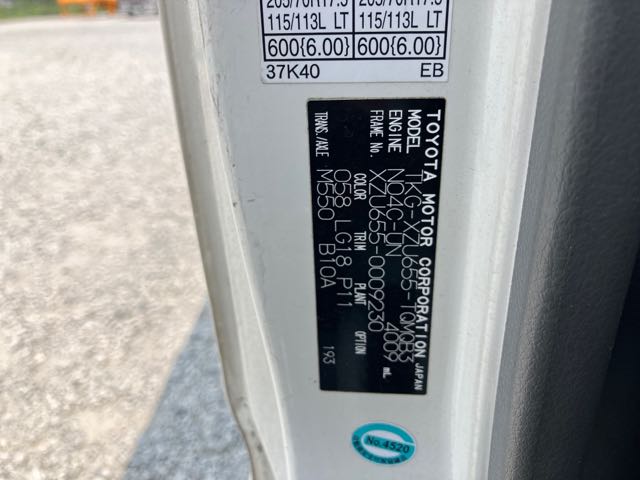 205/70R17.5 205/70R17.5
115/113L LT 115/113L LT
600{6.00} 600{6.00}
37K40 EB
TOYOTA MOTOR CORPORATION JAPAN
MODEL TKG-XZU655-TQMQB3
ENGINE N04C-UN 4009 mL
FRAME No. XZU655-0009230
COLOR TRIM PLANT OPTION
058 LG18 P11
TRANS./AXLE M550 B10A 193
No.4520